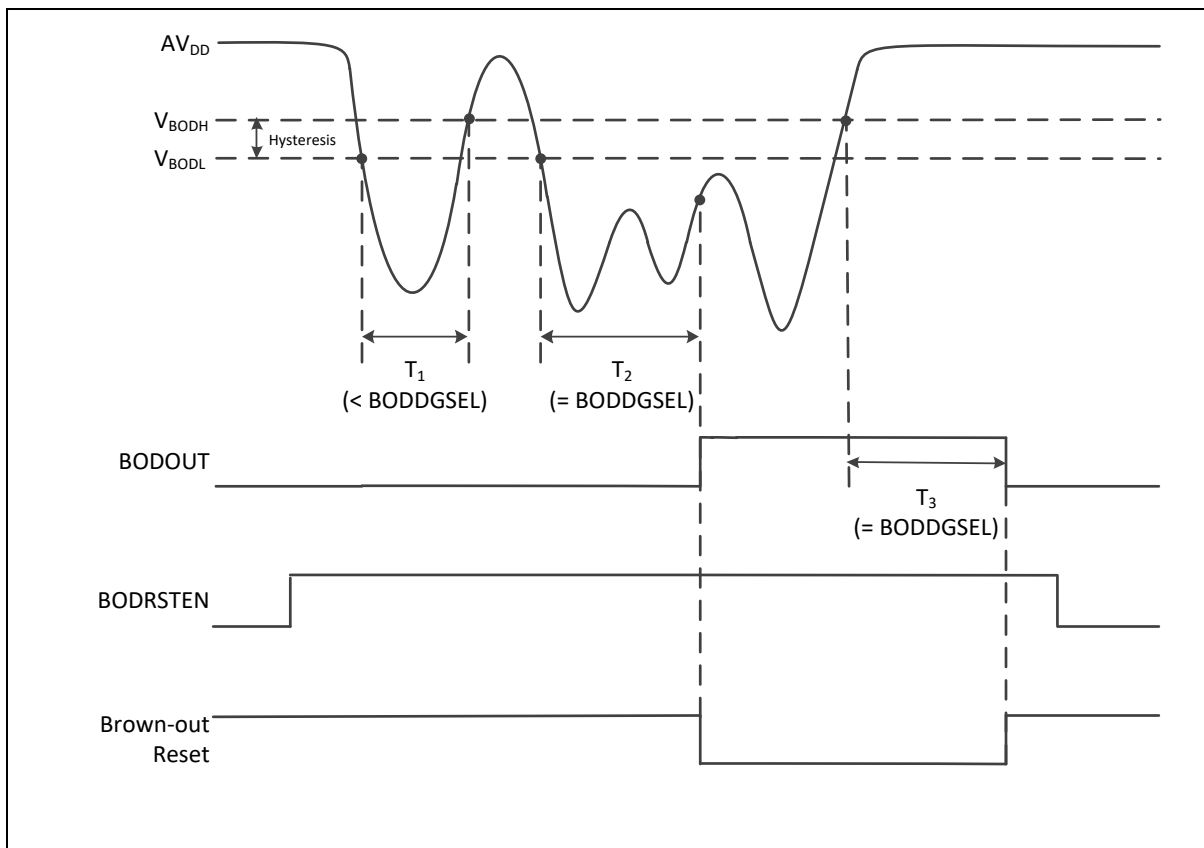 AVDD
VBODH
Hysteresis
VBODL
T1
(< BODDGSEL)
T2
(= BODDGSEL)
BODOUT
T3
(= BODDGSEL)
BODRSTEN
Brown-out
Reset